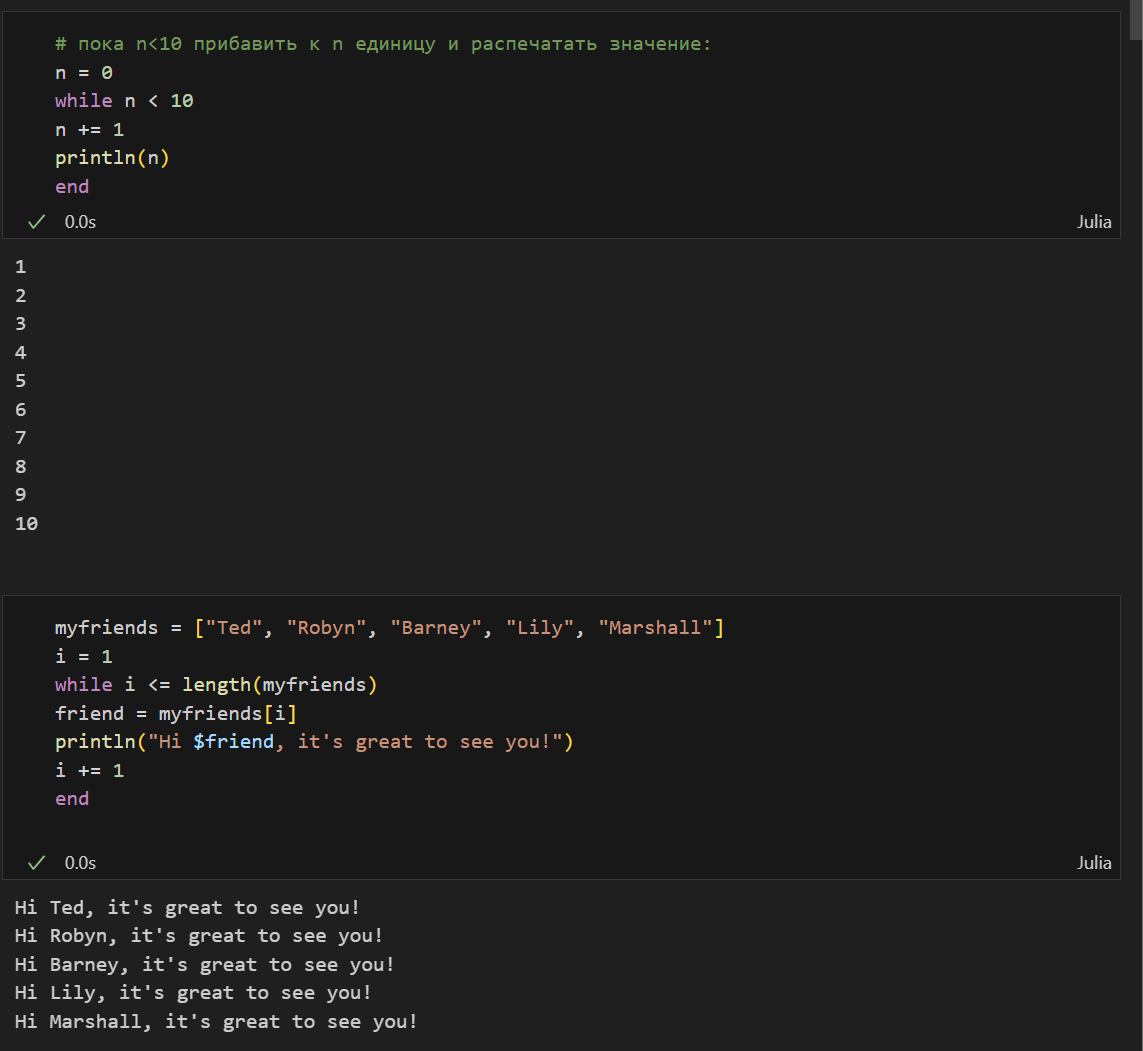 # пока n<10 прибавить к n единицу и распечатать значение:
n = 0
while n < 10
n += 1
println(n)
end
0.0s
Julia
1
2
3
4
5
6
7
8
9
10
myfriends = ["Ted", "Robyn", "Barney", "Lily", "Marshall"]
i = 1
while i <= length(myfriends)
friend = myfriends[i]
println("Hi $friend, it's great to see you!")
i += 1
end
0.0s
Julia
Hi Ted, it's great to see you!
Hi Robyn, it's great to see you!
Hi Barney, it's great to see you!
Hi Lily, it's great to see you!
Hi Marshall, it's great to see you!